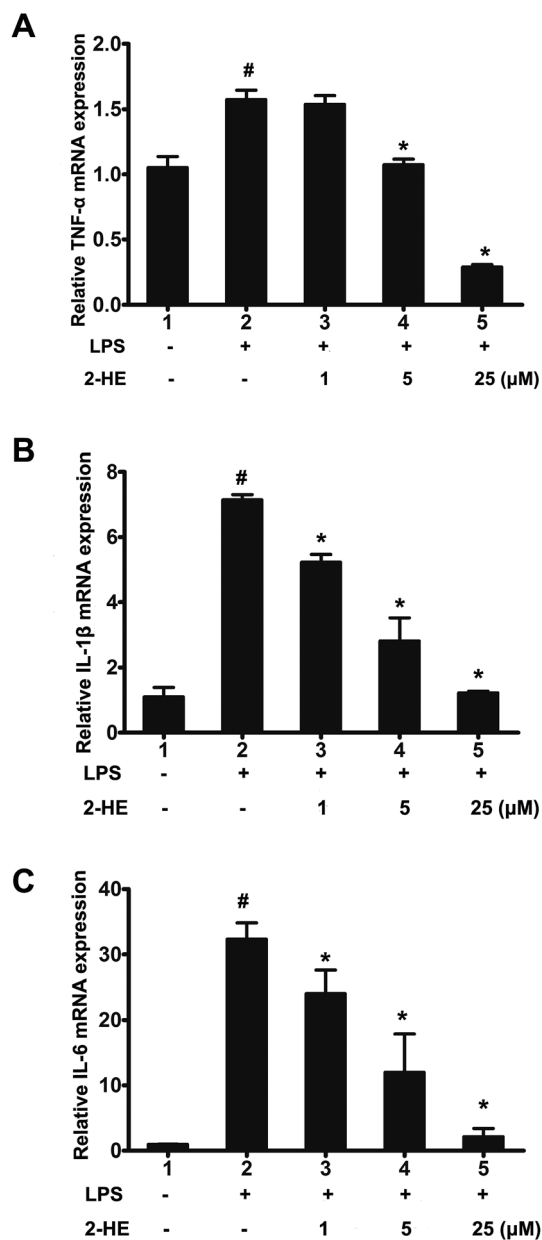 A
Relative TNF-α mRNA expression
2.0
1.5
1.0
0.5
0.0
#
*
*
1 2 3 4 5
LPS - + + + +
2-HE - - 1 5 25 (µM)
B
Relative IL-1β mRNA expression
8
6
4
2
0
#
*
*
*
1 2 3 4 5
LPS - + + + +
2-HE - - 1 5 25 (µM)
C
Relative IL-6 mRNA expression
40
30
20
10
0
#
*
*
*
1 2 3 4 5
LPS - + + + +
2-HE - - 1 5 25 (µM)